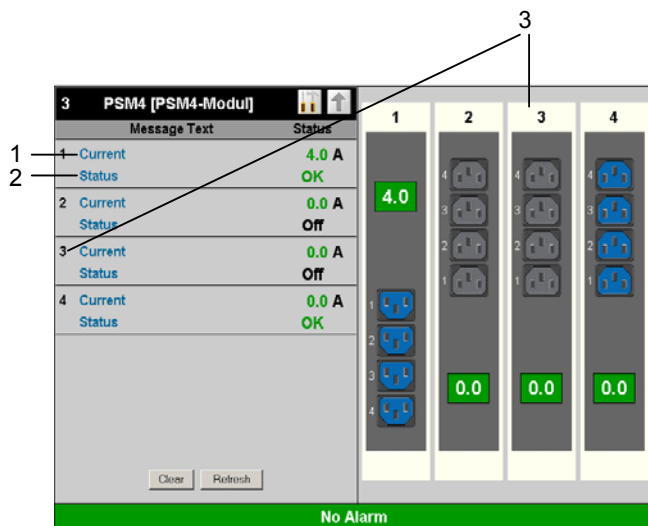 3
3 PSM4 [PSM4-Modul]
Message Text Status
1 1 Current 4.0 A
2 Status OK
2 Current 0.0 A
Status Off
3 Current 0.0 A
Status Off
4 Current 0.0 A
Status OK
Clear Refresh
1 2 3 4
4 4 4
4.0 3 3 3
2 2 2
1 1 1
1
2
3
4
0.0 0.0 0.0
No Alarm